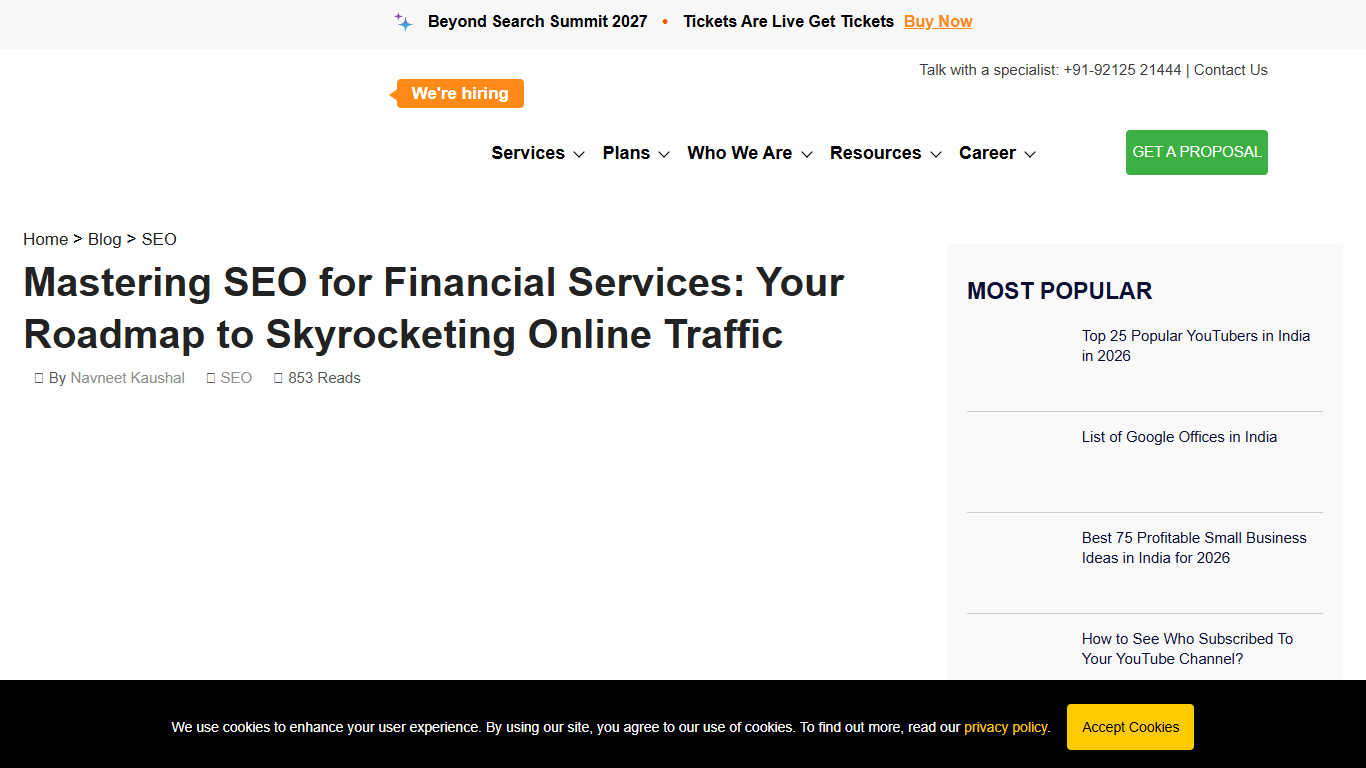 Beyond Search Summit 2027 • Tickets Are Live Get Tickets Buy Now
Talk with a specialist: +91-92125 21444 | Contact Us
We're hiring
Services Plans Who We Are Resources Career
GET A PROPOSAL
Home > Blog > SEO
Mastering SEO for Financial Services: Your
Roadmap to Skyrocketing Online Traffic
By Navneet Kaushal SEO 853 Reads
MOST POPULAR
Top 25 Popular YouTubers in India
in 2026
List of Google Offices in India
Best 75 Profitable Small Business
Ideas in India for 2026
How to See Who Subscribed To
Your YouTube Channel?
We use cookies to enhance your user experience. By using our site, you agree to our use of cookies. To find out more, read our privacy policy.
Accept Cookies